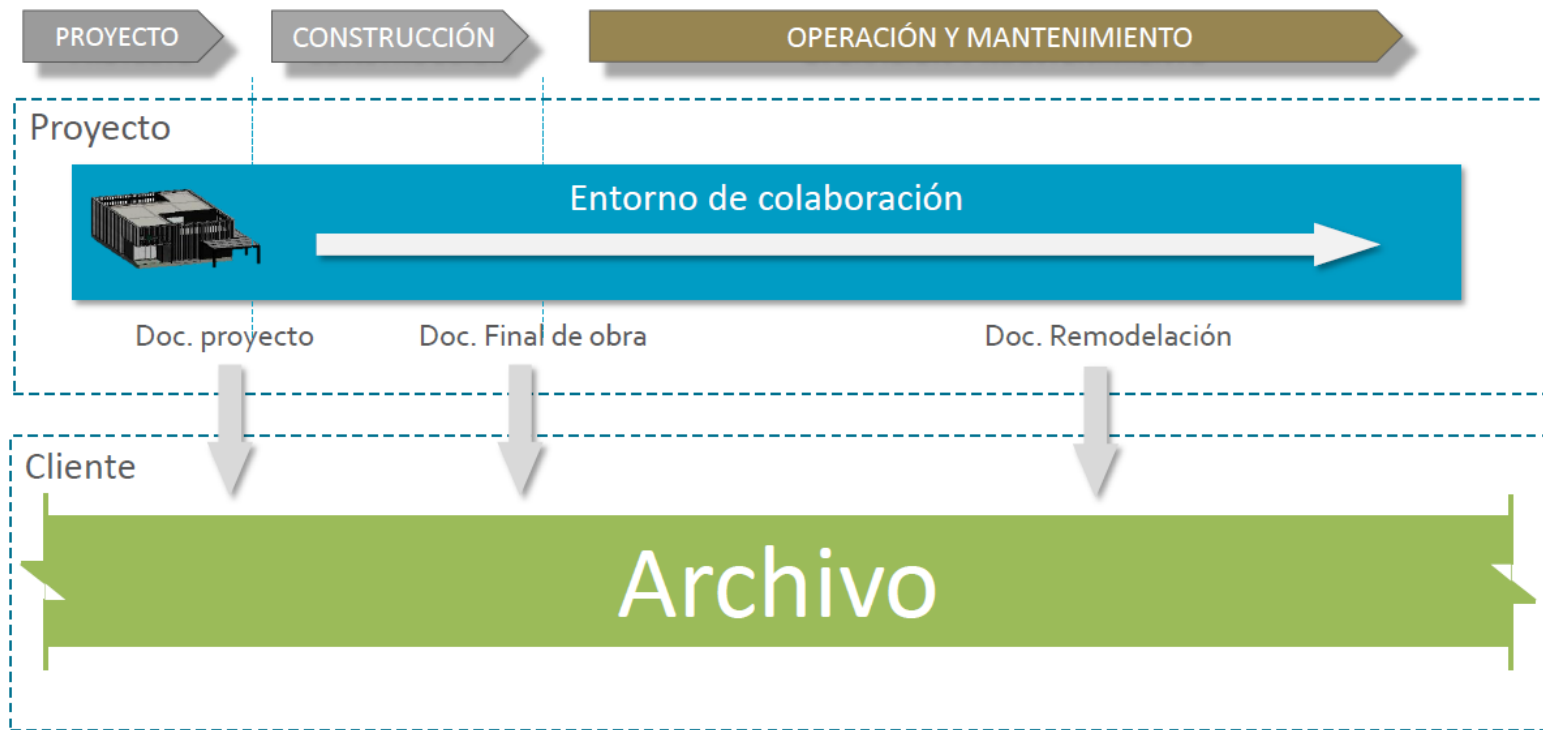 PROYECTO
CONSTRUCCIÓN
OPERACIÓN Y MANTENIMIENTO
Proyecto
Entorno de colaboración
Doc. proyecto
Doc. Final de obra
Doc. Remodelación
Cliente
Archivo